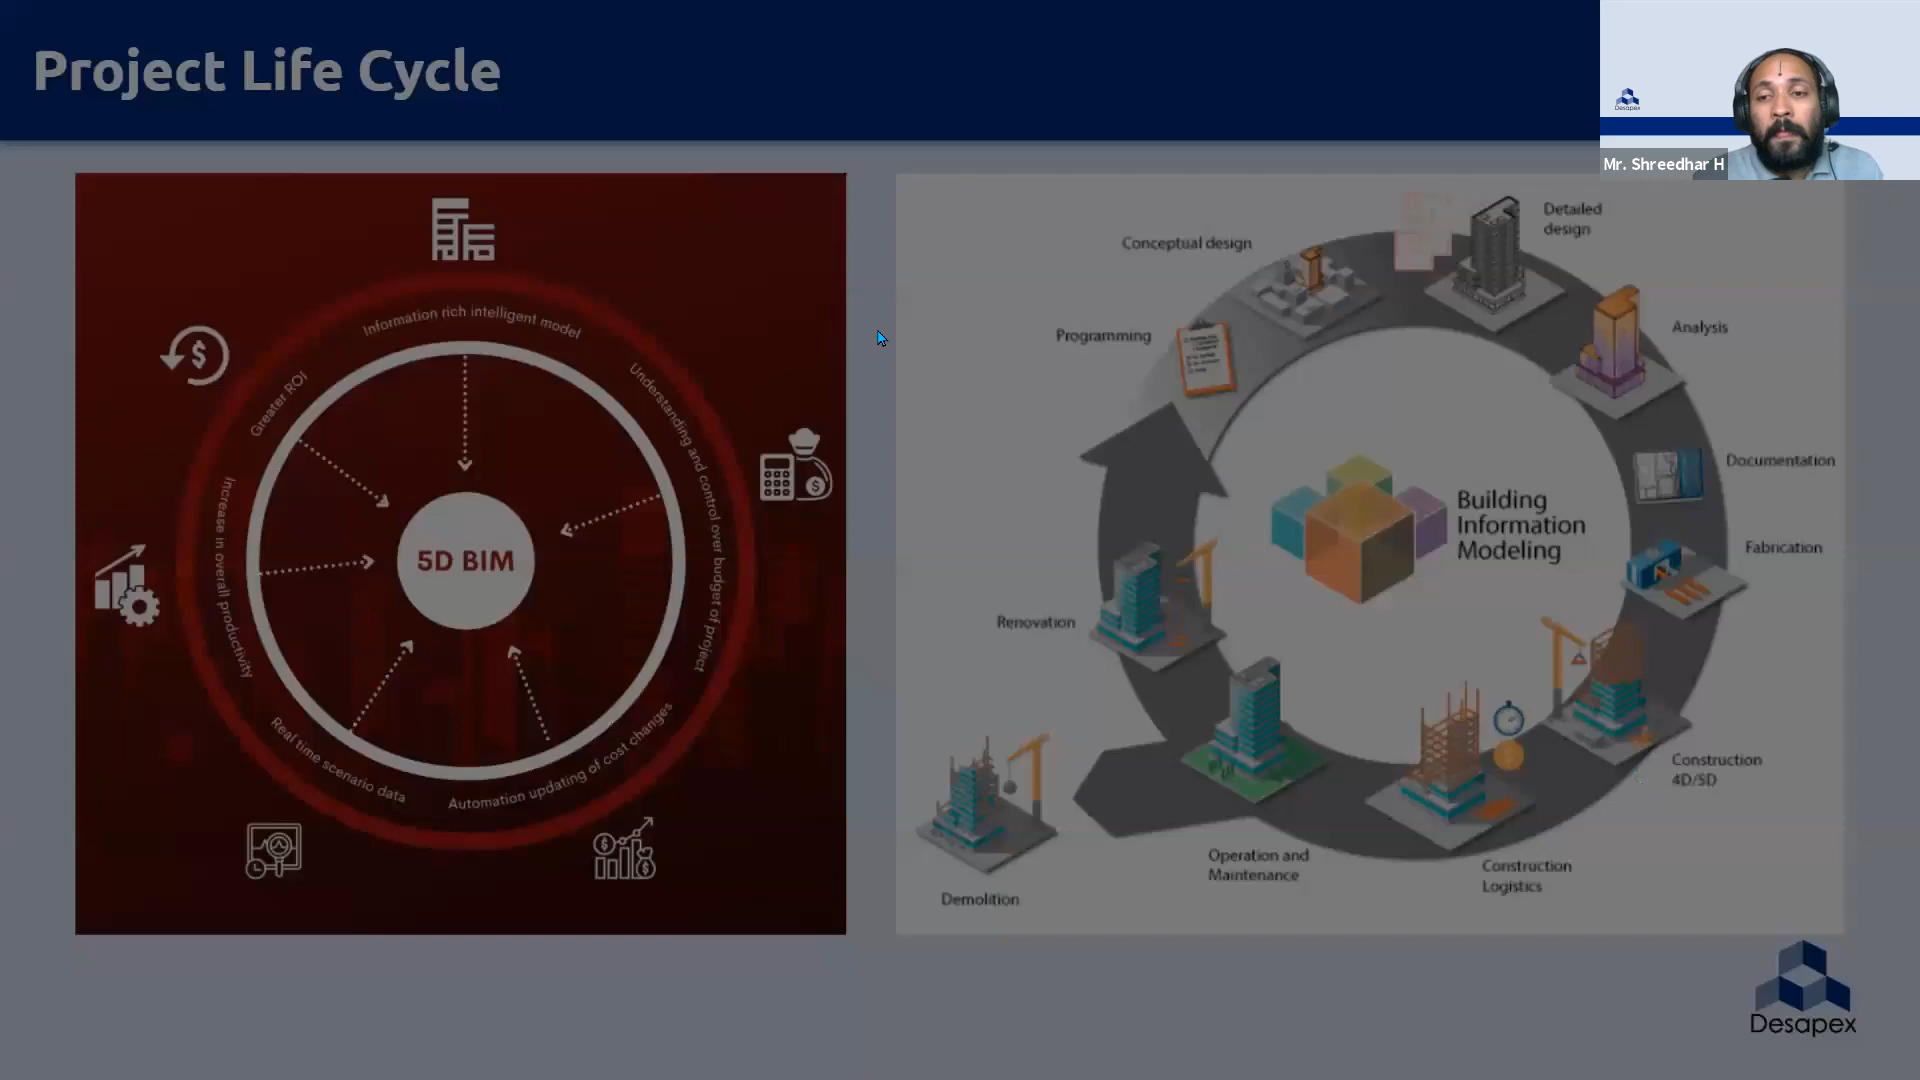 Project Life Cycle
Desapex
Mr. Shreedhar H
Information rich intelligent model
Understanding and control over budget of project
Automation updating of cost changes
Real time scenario data
Increase in overall productivity
Greater ROI
5D BIM
Conceptual design
Detailed
design
Programming
Analysis
Documentation
Building
Information
Modeling
Fabrication
Renovation
Construction
4D/5D
Operation and
Maintenance
Construction
Logistics
Demolition
Desapex